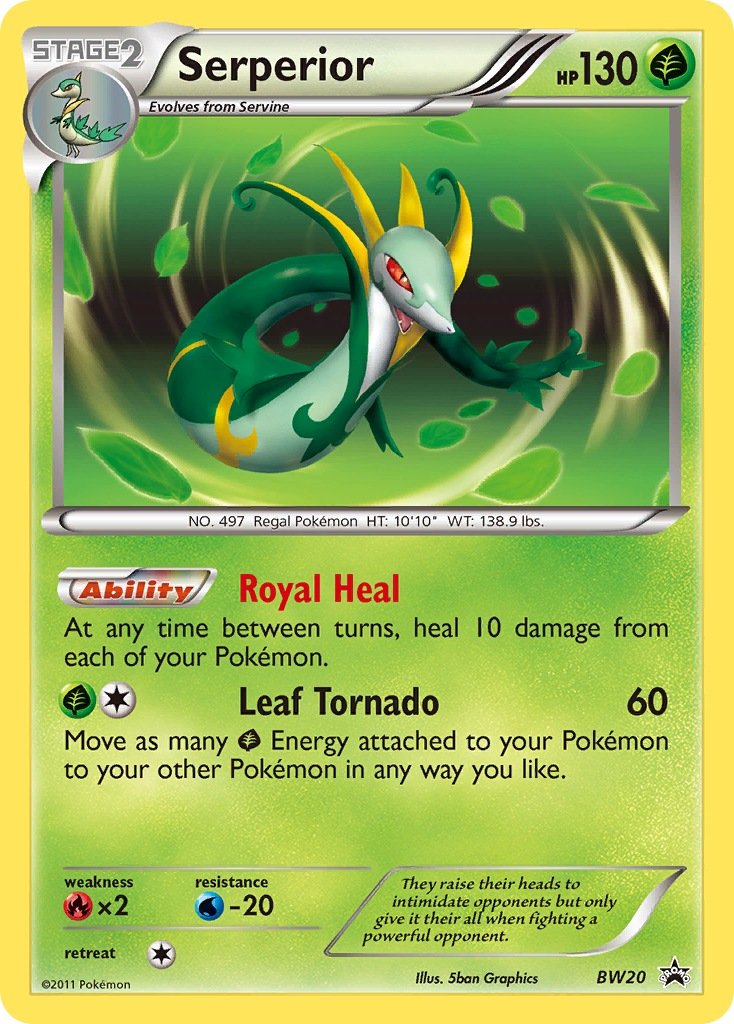 STAGE2
Serperior
HP130
Evolves from Servine
NO. 497 Regal Pokémon HT: 10'10" WT: 138.9 lbs.
Ability Royal Heal
At any time between turns, heal 10 damage from
each of your Pokémon.
Leaf Tornado 60
Move as many Energy attached to your Pokémon
to your other Pokémon in any way you like.
weakness resistance
×2 -20
retreat
They raise their heads to
intimidate opponents but only
give it their all when fighting a
powerful opponent.
©2011 Pokémon Illus. 5ban Graphics BW20 PROMO